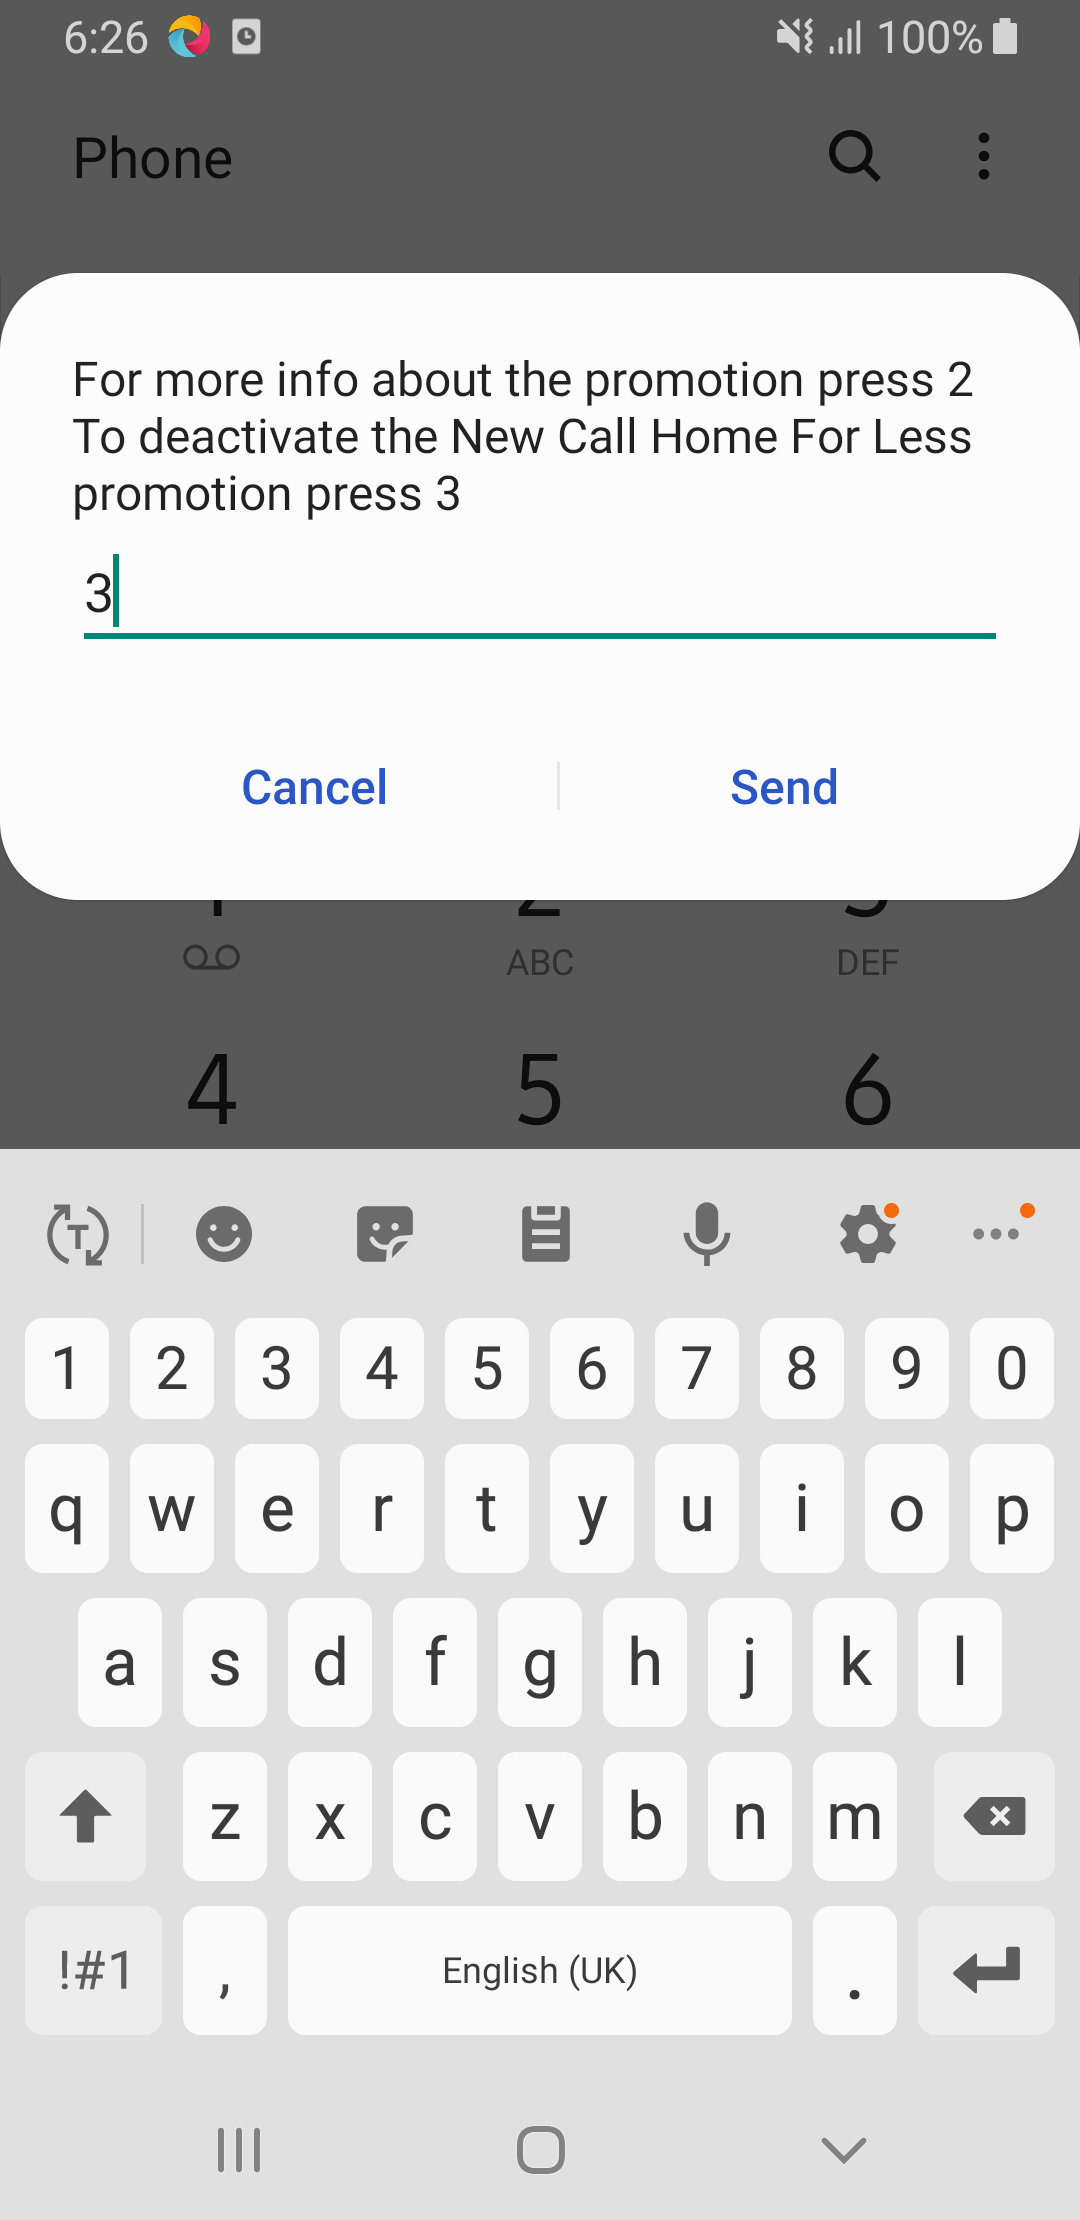 6:26
100%
Phone
For more info about the promotion press 2
To deactivate the New Call Home For Less
promotion press 3
3
Cancel
Send
ABC
DEF
4 5 6
T
1 2 3 4 5 6 7 8 9 0
q w e r t y u i o p
a s d f g h j k l
z x c v b n m
!#1 , English (UK) .